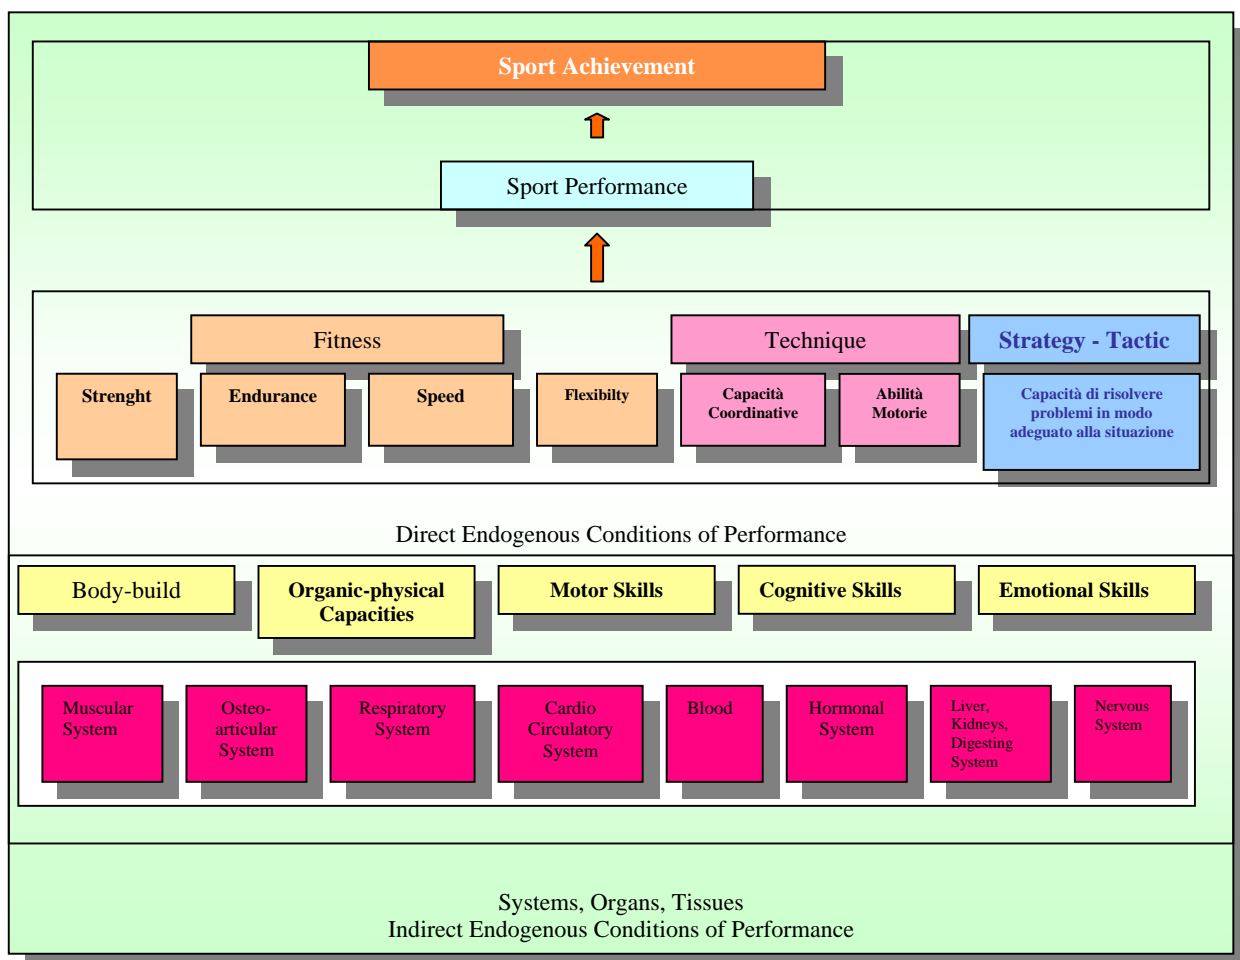 Sport Achievement
Sport Performance
Fitness
Technique
Strategy - Tactic
Strenght
Endurance
Speed
Flexibilty
Capacità
Coordinative
Abilità
Motorie
Capacità di risolvere
problemi in modo
adeguato alla situazione
Direct Endogenous Conditions of Performance
Body-build
Organic-physical
Capacities
Motor Skills
Cognitive Skills
Emotional Skills
Muscular
System
Osteo-
articular
System
Respiratory
System
Cardio
Circulatory
System
Blood
Hormonal
System
Liver,
Kidneys,
Digesting
System
Nervous
System
Systems, Organs, Tissues
Indirect Endogenous Conditions of Performance